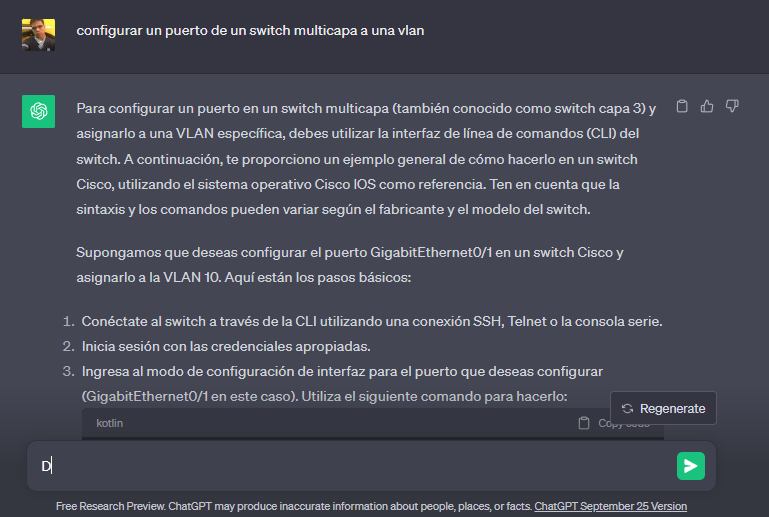 configurar un puerto de un switch multicapa a una vlan
Para configurar un puerto en un switch multicapa (también conocido como switch capa 3) y
asignarlo a una VLAN específica, debes utilizar la interfaz de línea de comandos (CLI) del
switch. A continuación, te proporciono un ejemplo general de cómo hacerlo en un switch
Cisco, utilizando el sistema operativo Cisco IOS como referencia. Ten en cuenta que la
sintaxis y los comandos pueden variar según el fabricante y el modelo del switch.
Supongamos que deseas configurar el puerto GigabitEthernet0/1 en un switch Cisco y
asignarlo a la VLAN 10. Aquí están los pasos básicos:
1. Conéctate al switch a través de la CLI utilizando una conexión SSH, Telnet o la consola serie.
2. Inicia sesión con las credenciales apropiadas.
3. Ingresa al modo de configuración de interfaz para el puerto que deseas configurar
(GigabitEthernet0/1 en este caso). Utiliza el siguiente comando para hacerlo:
Regenerate
kotlin
Copy code
D
Free Research Preview. ChatGPT may produce inaccurate information about people, places, or facts. ChatGPT September 25 Version